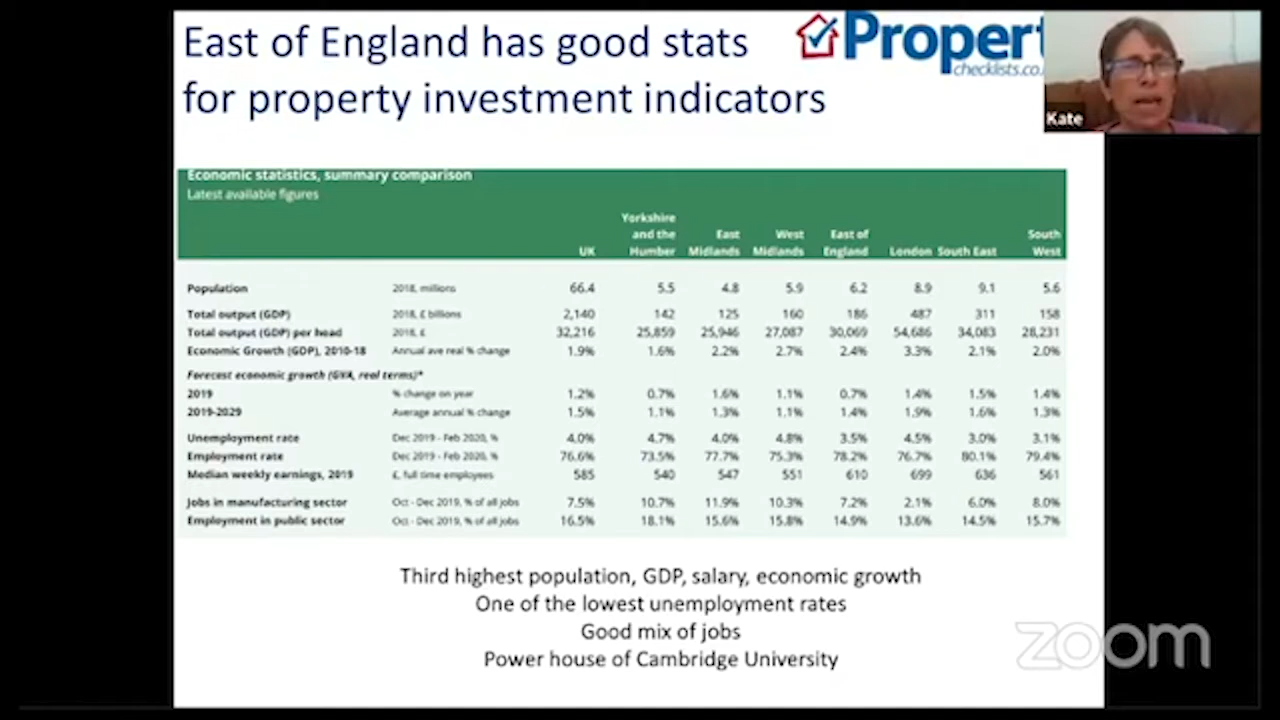 East of England has good stats
for property investment indicators
Propert
checklists.co.
Kate
Economic statistics, summary comparison
Latest available figures
UK Yorkshire and the Humber East Midlands West Midlands East of England London South East South West
Population 2018, millions 66.4 5.5 4.8 5.9 6.2 8.9 9.1 5.6
Total output (GDP) 2018, £ billions 2,140 142 125 160 186 487 311 158
Total output (GDP) per head 2018, £ 32,216 25,859 25,946 27,087 30,069 54,686 34,083 28,231
Economic Growth (GDP), 2010-18 Annual ave real % change 1.9% 1.6% 2.2% 2.7% 2.4% 3.3% 2.1% 2.0%
Forecast economic growth (GVA, real terms)*
2019 % change on year 1.2% 0.7% 1.6% 1.1% 0.7% 1.4% 1.5% 1.4%
2019-2029 Average annual % change 1.5% 1.1% 1.3% 1.1% 1.4% 1.9% 1.6% 1.3%
Unemployment rate Dec 2019 - Feb 2020, % 4.0% 4.7% 4.0% 4.8% 3.5% 4.5% 3.0% 3.1%
Employment rate Dec 2019 - Feb 2020, % 76.6% 73.5% 77.7% 75.3% 78.2% 76.7% 80.1% 79.4%
Median weekly earnings, 2019 £, full time employees 585 540 547 551 610 699 636 561
Jobs in manufacturing sector Oct - Dec 2019, % of all jobs 7.5% 10.7% 11.9% 10.3% 7.2% 2.1% 6.0% 8.0%
Employment in public sector Oct - Dec 2019, % of all jobs 16.5% 18.1% 15.6% 15.8% 14.9% 13.6% 14.5% 15.7%
Third highest population, GDP, salary, economic growth
One of the lowest unemployment rates
Good mix of jobs
Power house of Cambridge University
zoom